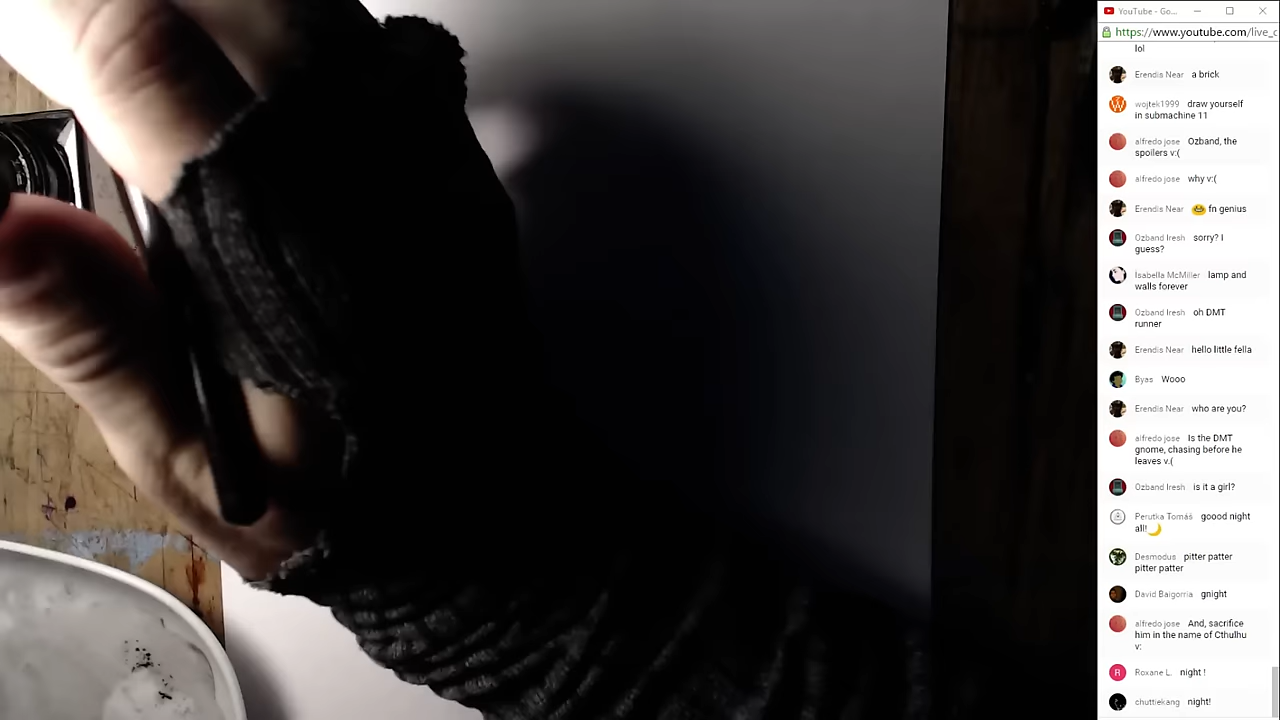 YouTube - Go...
https://www.youtube.com/live_c
lol
Erendis Near a brick
wojtek1999 draw yourself
in submachine 11
alfredo jose Ozband, the
spoilers v:(
alfredo jose why v:(
Erendis Near 😂 fn genius
Ozband Iresh sorry? I
guess?
Isabella McMiller lamp and
walls forever
Ozband Iresh oh DMT
runner
Erendis Near hello little fella
Byas Wooo
Erendis Near who are you?
alfredo jose Is the DMT
gnome, chasing before he
leaves v.(
Ozband Iresh is it a girl?
Perutka Tomáš goood night
all!🌙
Desmodus pitter patter
pitter patter
David Baigorria gnight
alfredo jose And, sacrifice
him in the name of Cthulhu
v:
R Roxane L. night !
chuttiekang night!